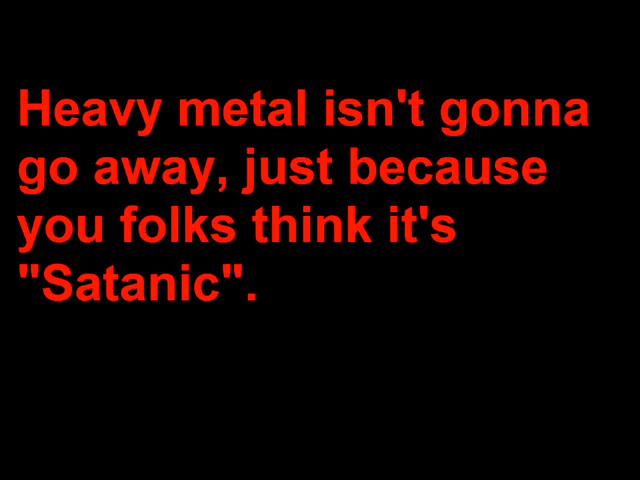 Heavy metal isn't gonna
go away, just because
you folks think it's
"Satanic".